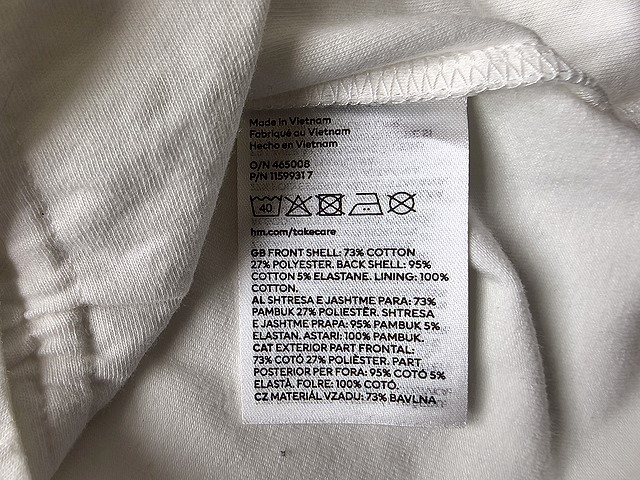 Made in Vietnam
Fabriqué au Vietnam
Hecho en Vietnam
O/N 465008
P/N 1159931 7
40
hm.com/takecare
GB FRONT SHELL: 73% COTTON
27% POLYESTER. BACK SHELL: 95%
COTTON 5% ELASTANE. LINING: 100%
COTTON.
AL SHTRESA E JASHTME PARA: 73%
PAMBUK 27% POLIESTËR. SHTRESA
E JASHTME PRAPA: 95% PAMBUK 5%
ELASTAN. ASTARI: 100% PAMBUK.
CAT EXTERIOR PART FRONTAL:
73% COTÓ 27% POLIÈSTER. PART
POSTERIOR PER FORA: 95% COTÓ 5%
ELASTÀ. FOLRE: 100% COTÓ.
CZ MATERIÁL VZADU: 73% BAVLNA